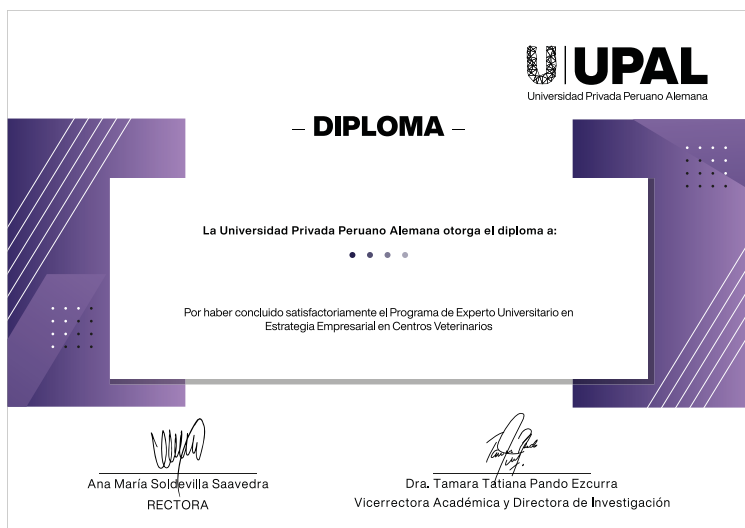 UPAL
Universidad Privada Peruano Alemana
– DIPLOMA –
La Universidad Privada Peruano Alemana otorga el diploma a:
Por haber concluido satisfactoriamente el Programa de Experto Universitario en
Estrategia Empresarial en Centros Veterinarios
Ana María Soldevilla Saavedra
RECTORA
Dra. Tamara Tatiana Pando Ezcurra
Vicerrectora Académica y Directora de Investigación